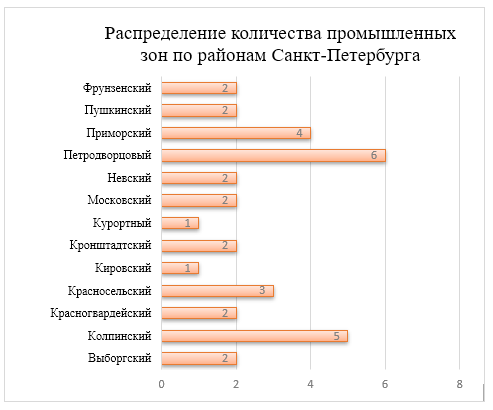 Распределение количества промышленных
зон по районам Санкт-Петербурга
Фрунзенский 2
Пушкинский 2
Приморский 4
Петродворцовый 6
Невский 2
Московский 2
Курортный 1
Кронштадтский 2
Кировский 1
Красносельский 3
Красногвардейский 2
Колпинский 5
Выборгский 2
0 2 4 6 8